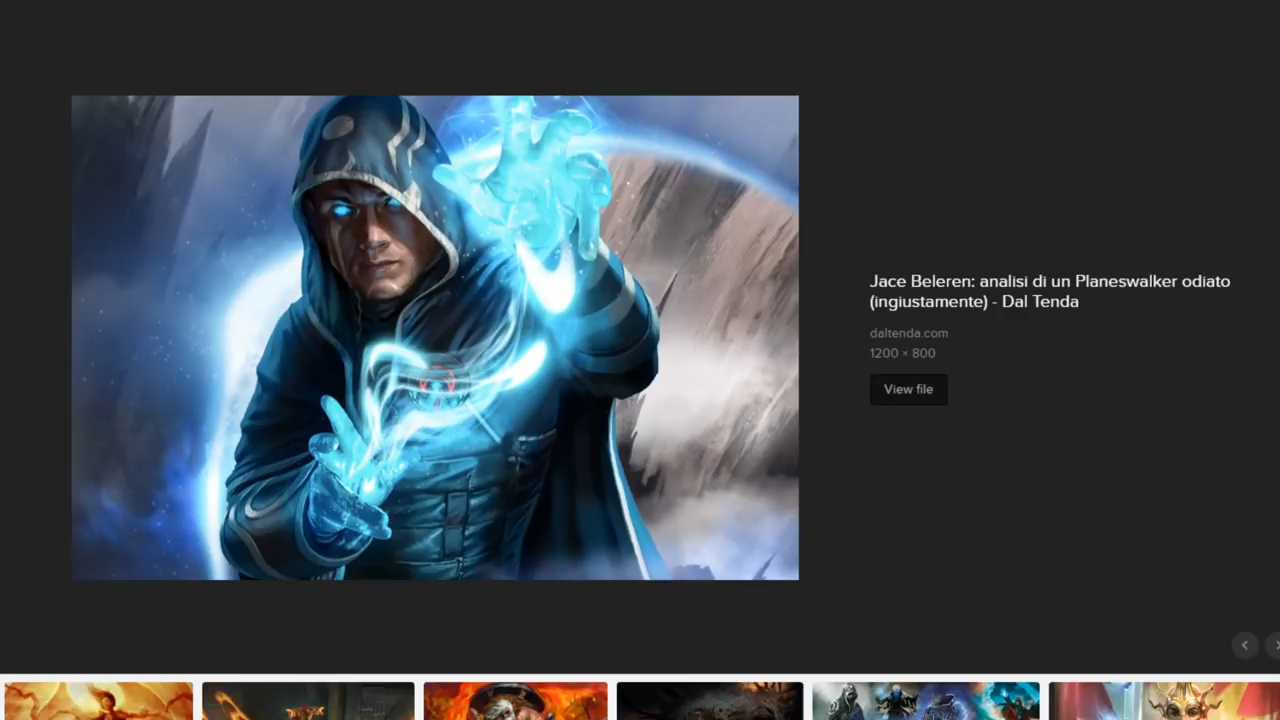 Jace Beleren: analisi di un Planeswalker odiato
(ingiustamente) - Dal Tenda
daltenda.com
1200 × 800
View file